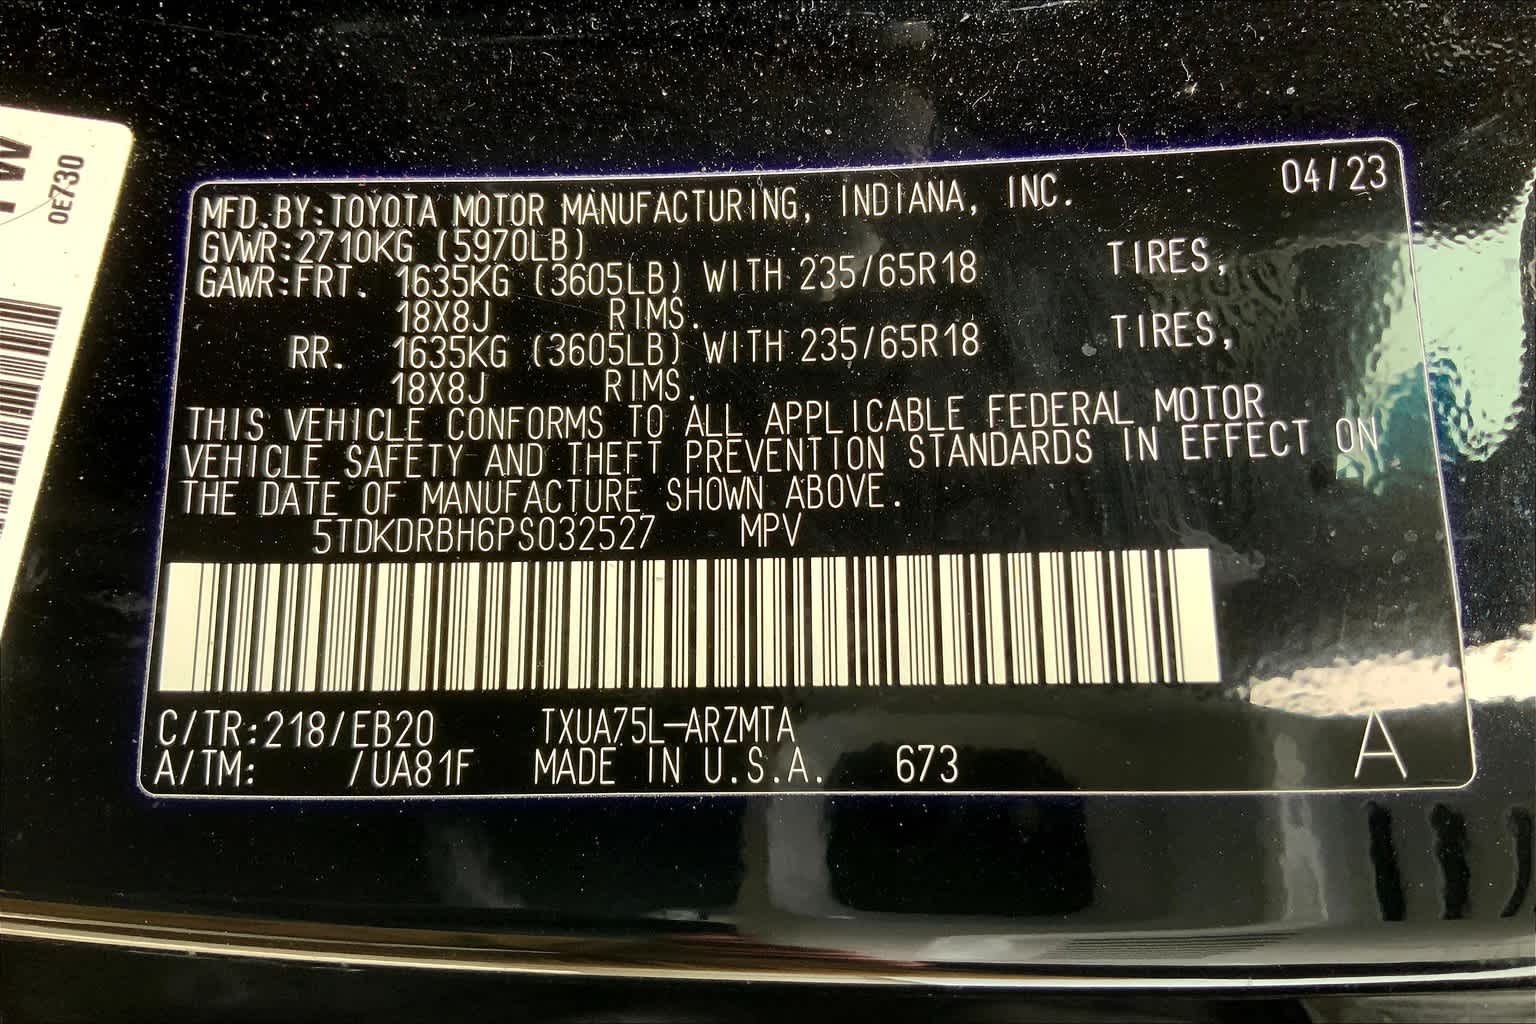 0E730
04/23
MFD.BY:TOYOTA MOTOR MANUFACTURING, INDIANA, INC.
GVWR:2710KG (5970LB)
GAWR:FRT. 1635KG (3605LB) WITH 235/65R18 TIRES,
18X8J RIMS.
RR. 1635KG (3605LB) WITH 235/65R18 TIRES,
18X8J RIMS.
THIS VEHICLE CONFORMS TO ALL APPLICABLE FEDERAL MOTOR
VEHICLE SAFETY AND THEFT PREVENTION STANDARDS IN EFFECT ON
THE DATE OF MANUFACTURE SHOWN ABOVE.
5TDKDRBH6PS032527 MPV
C/TR:218/EB20 TXUA75L-ARZMTA
A/TM: /UA81F MADE IN U.S.A. 673 A